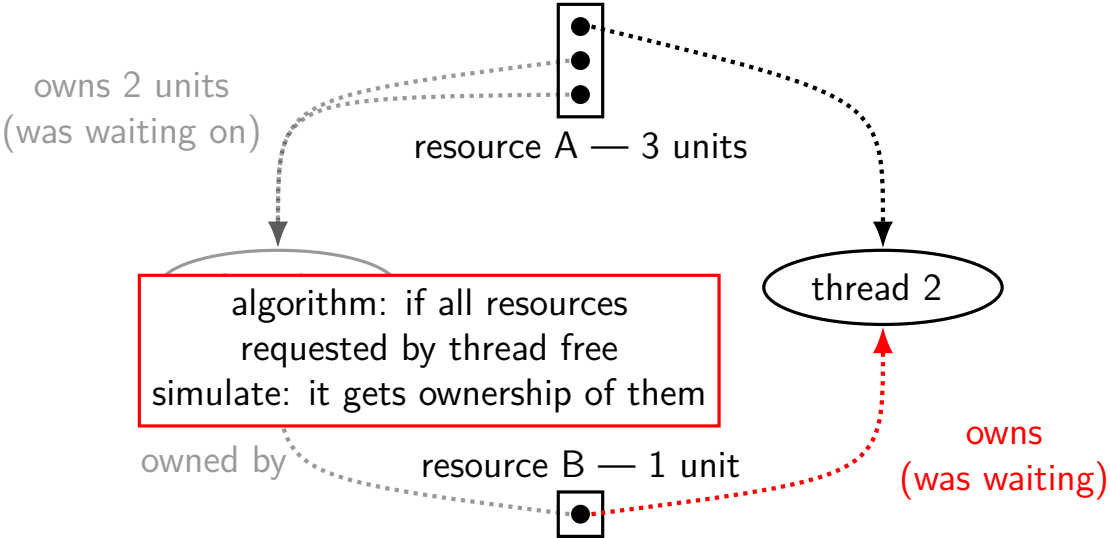 owns 2 units
(was waiting on)
resource A — 3 units
thread 2
algorithm: if all resources
requested by thread free
simulate: it gets ownership of them
owned by
resource B — 1 unit
owns
(was waiting)